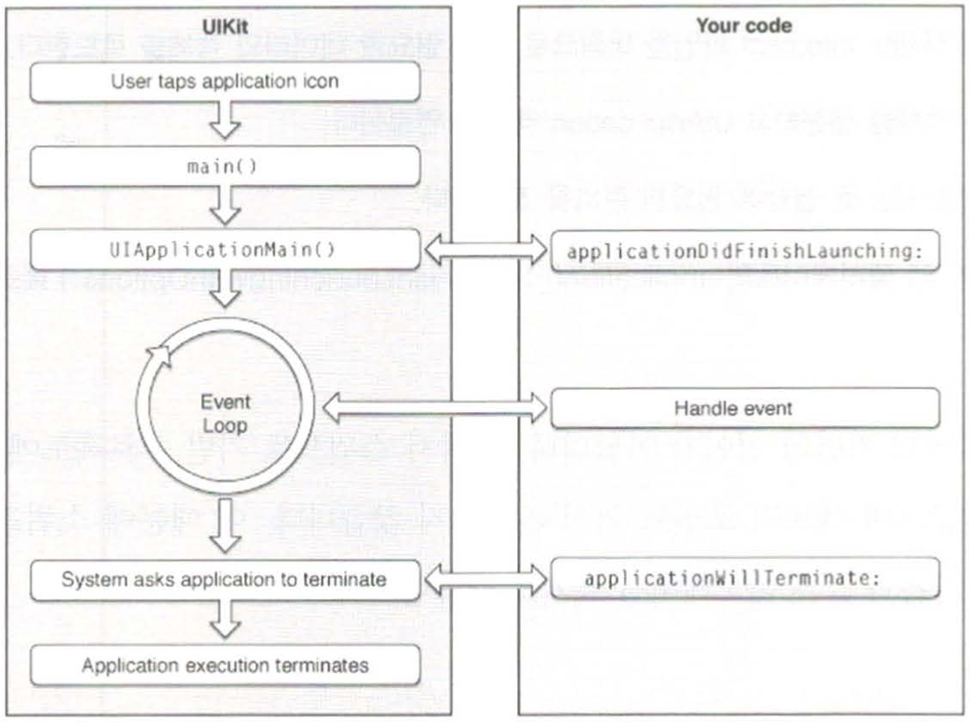 UIKit
User taps application icon
main()
UIApplicationMain()
Event
Loop
System asks application to terminate
Application execution terminates
Your code
applicationDidFinishLaunching:
Handle event
applicationWillTerminate: